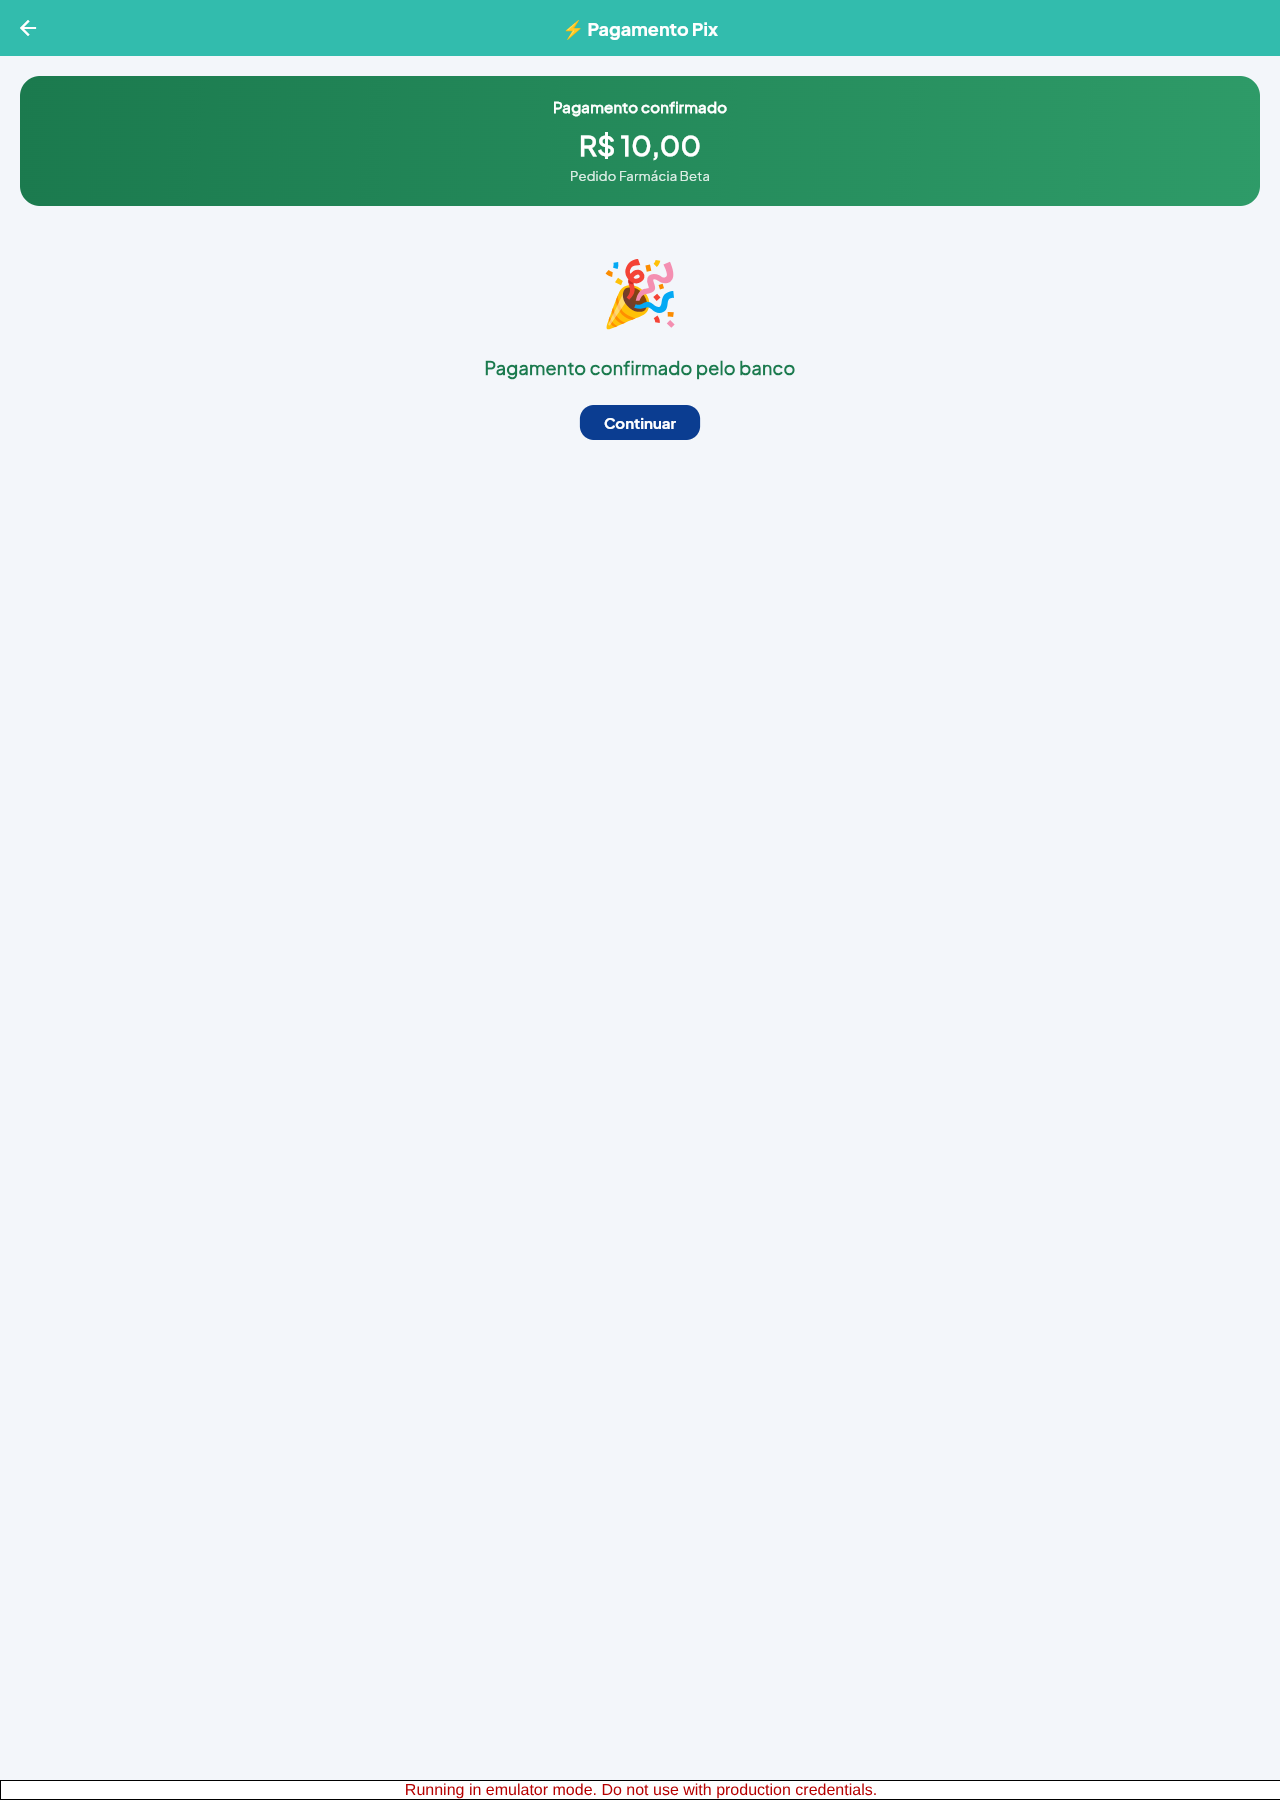 ⚡ Pagamento Pix
Pagamento confirmado
R$ 10,00
Pedido Farmácia Beta
Pagamento confirmado pelo banco
Continuar
Running in emulator mode. Do not use with production credentials.